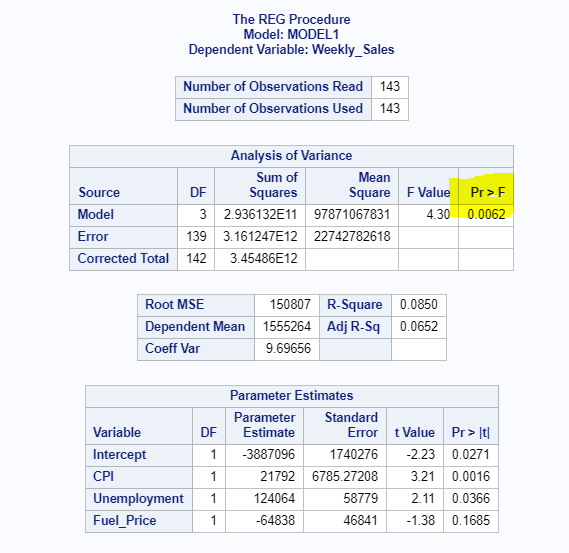 The REG Procedure
Model: MODEL1
Dependent Variable: Weekly_Sales
Number of Observations Read 143
Number of Observations Used 143
Analysis of Variance
Source DF Sum of Squares Mean Square F Value Pr > F
Model 3 2.936132E11 97871067831 4.30 0.0062
Error 139 3.161247E12 22742782618
Corrected Total 142 3.45486E12
Root MSE 150807 R-Square 0.0850
Dependent Mean 1555264 Adj R-Sq 0.0652
Coeff Var 9.69656
Parameter Estimates
Variable DF Parameter Estimate Standard Error t Value Pr > |t|
Intercept 1 -3887096 1740276 -2.23 0.0271
CPI 1 21792 6785.27208 3.21 0.0016
Unemployment 1 124064 58779 2.11 0.0366
Fuel_Price 1 -64838 46841 -1.38 0.1685